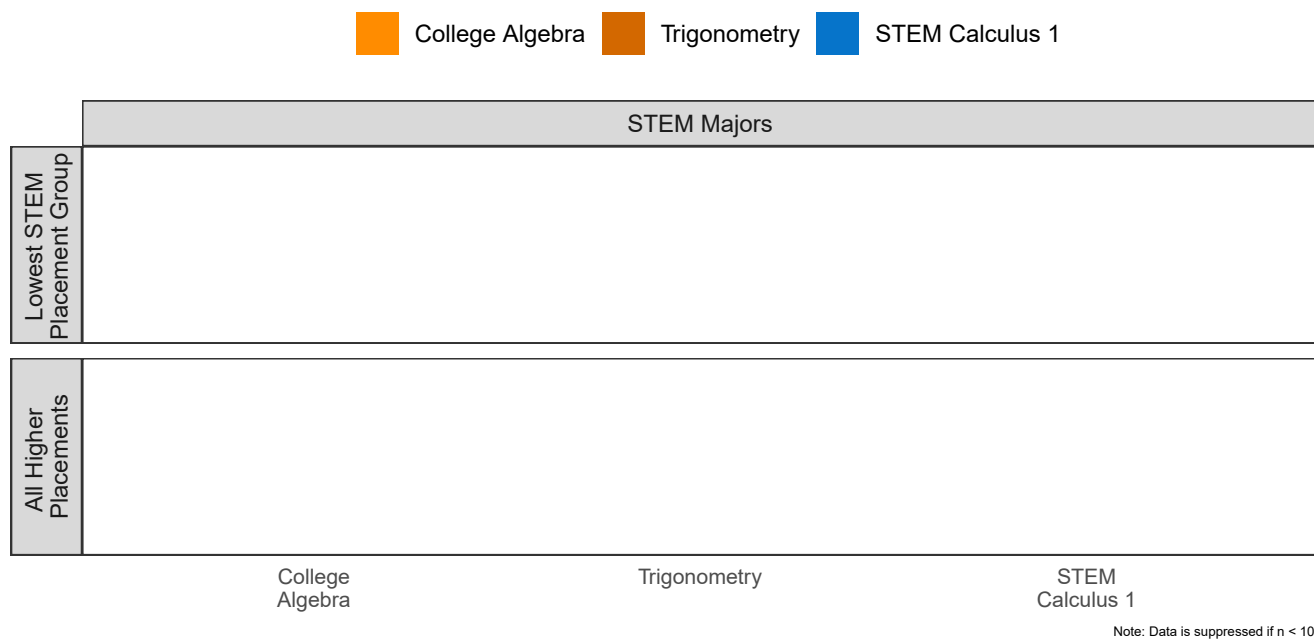 College Algebra Trigonometry STEM Calculus 1
STEM Majors
Lowest STEM
Placement Group
All Higher
Placements
College
Algebra
Trigonometry
STEM
Calculus 1
Note: Data is suppressed if n < 10